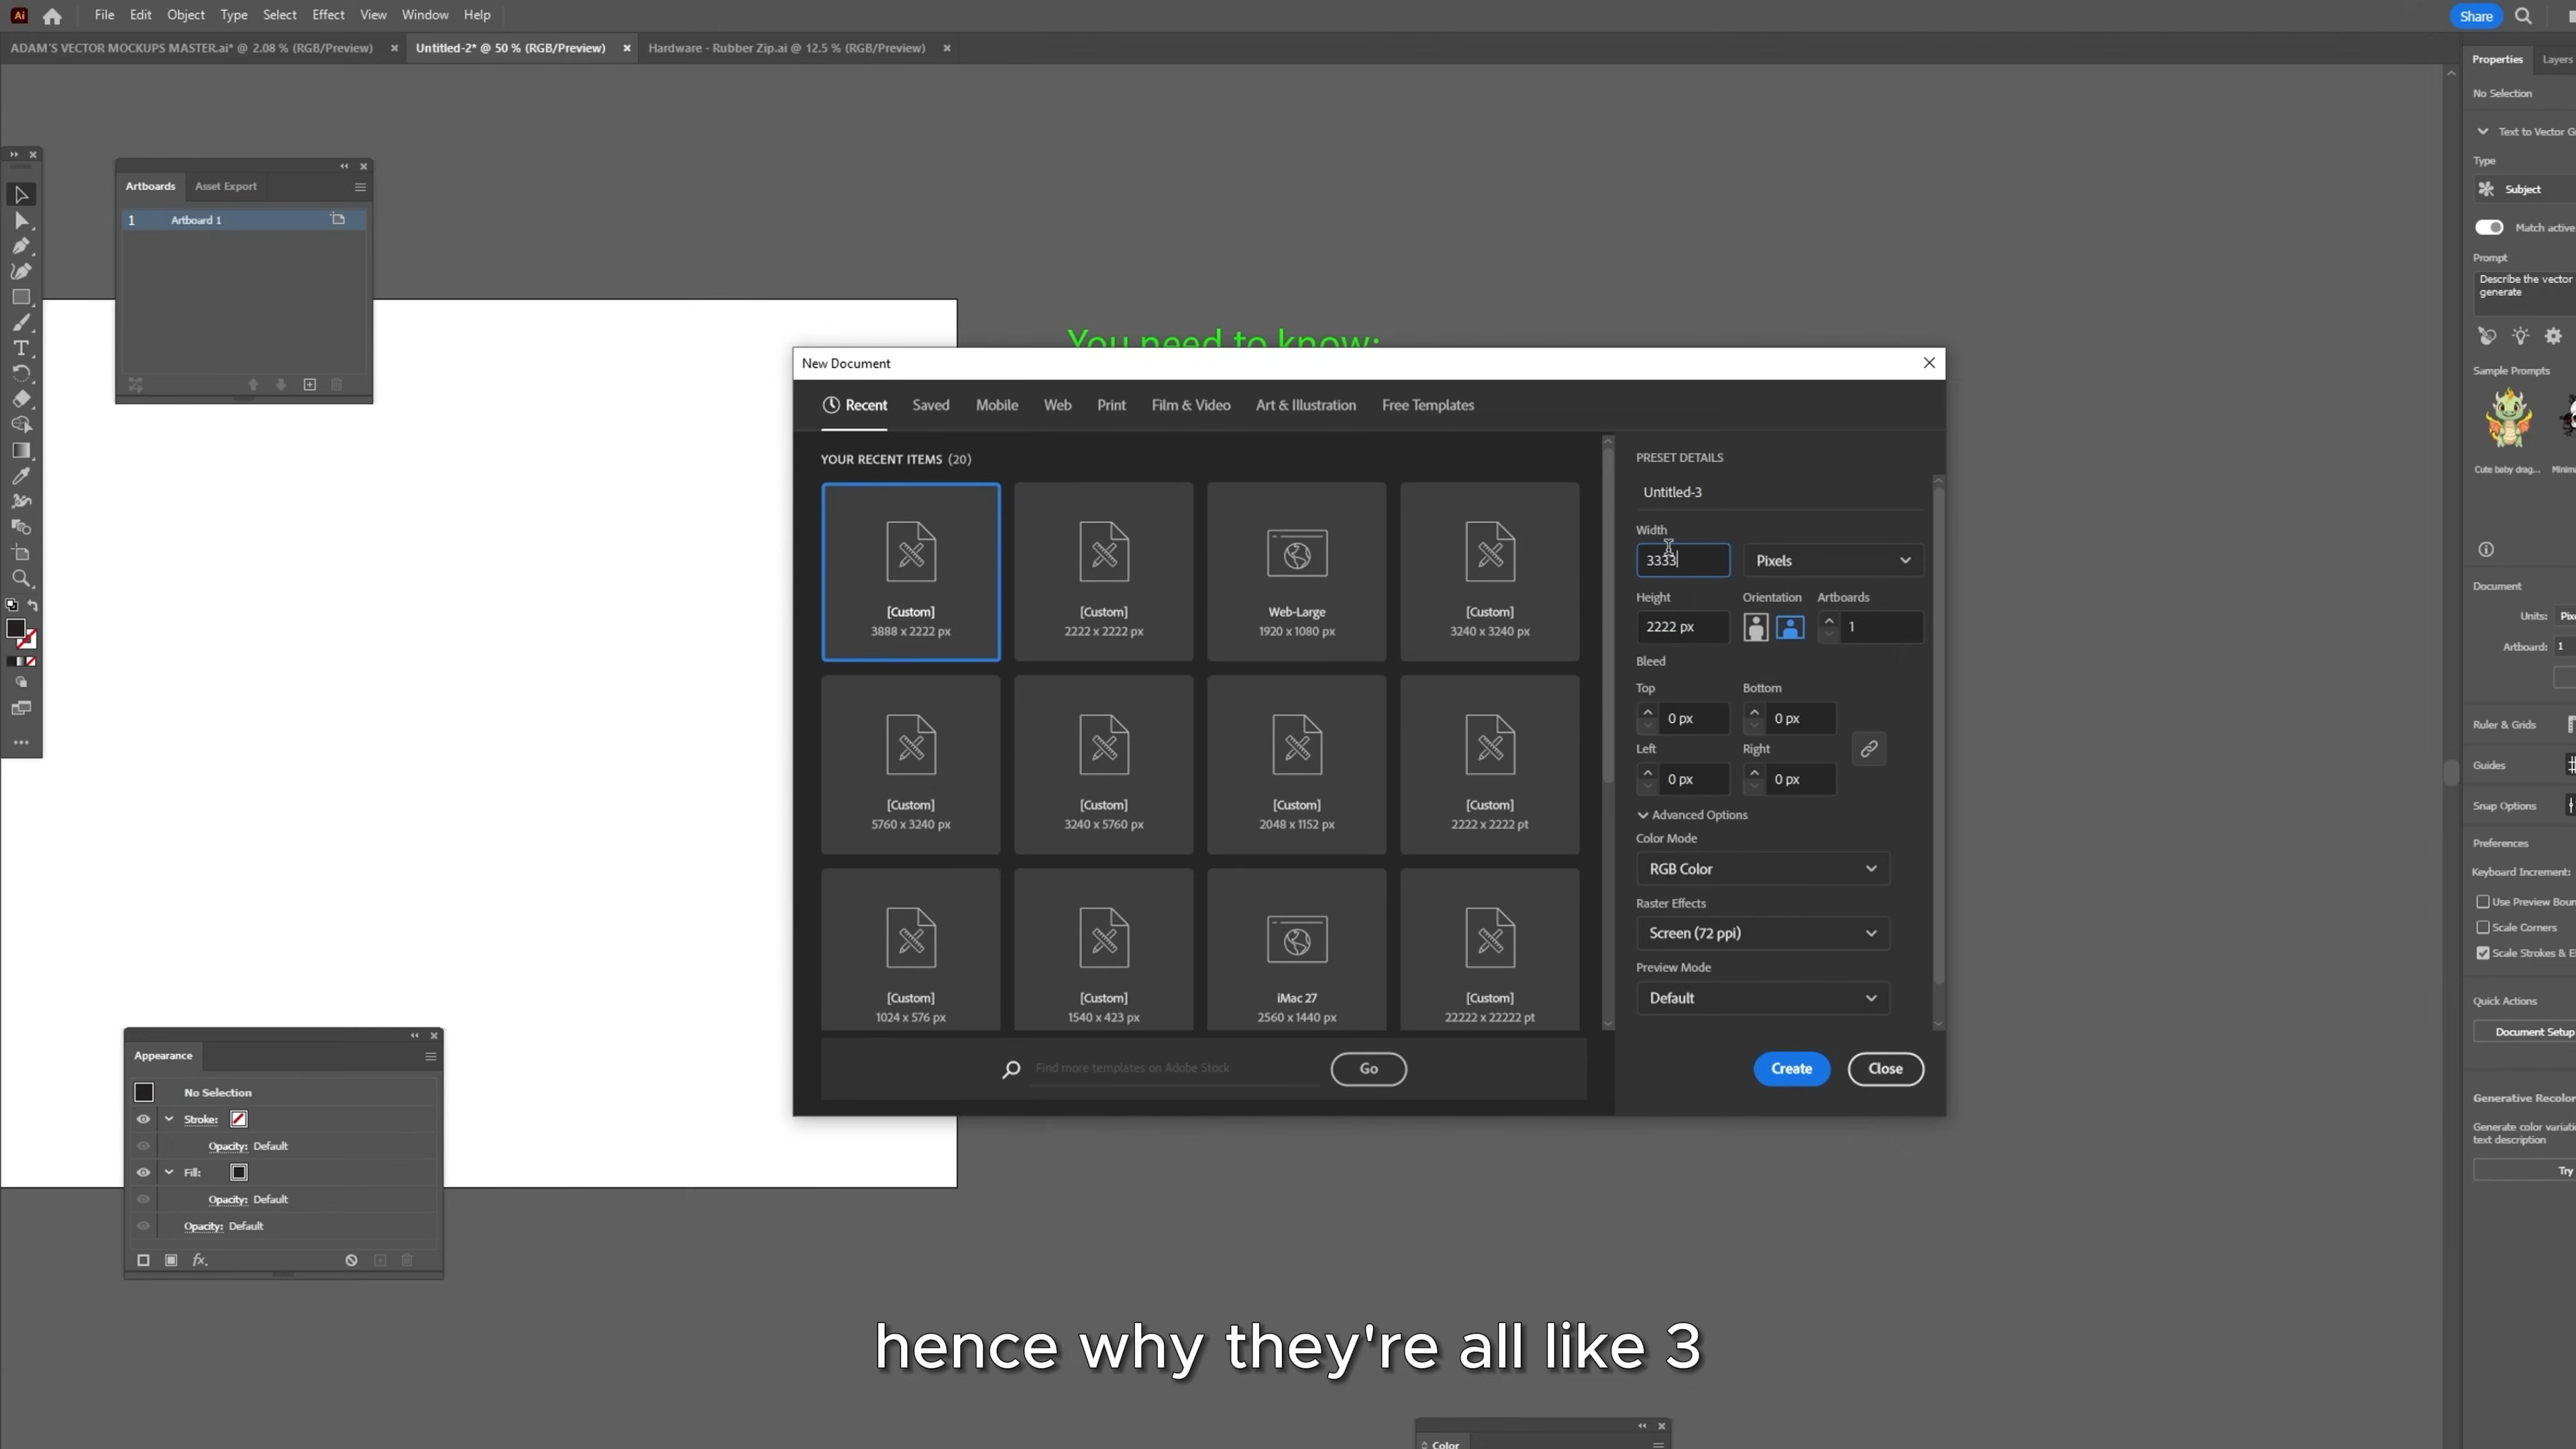 Ai File Edit Object Type Select Effect View Window Help Share
ADAM'S VECTOR MOCKUPS MASTER.ai* @ 2.08 % (RGB/Preview) × Untitled-2* @ 50 % (RGB/Preview) × Hardware - Rubber Zip.ai @ 12.5 % (RGB/Preview) ×
Artboards Asset Export
1 Artboard 1
You need to know:
New Document
Recent Saved Mobile Web Print Film & Video Art & Illustration Free Templates
YOUR RECENT ITEMS (20)
[Custom] [Custom] Web-Large [Custom]
3888 x 2222 px 2222 x 2222 px 1920 x 1080 px 3240 x 3240 px
[Custom] [Custom] [Custom] [Custom]
5760 x 3240 px 3240 x 5760 px 2048 x 1152 px 2222 x 2222 pt
[Custom] [Custom] iMac 27 [Custom]
1024 x 576 px 1540 x 423 px 2560 x 1440 px 22222 x 22222 pt
Find more templates on Adobe Stock Go
PRESET DETAILS
Untitled-3
Width
3333 Pixels
Height Orientation Artboards
2222 px 1
Bleed
Top Bottom
0 px 0 px
Left Right
0 px 0 px
Advanced Options
Color Mode
RGB Color
Raster Effects
Screen (72 ppi)
Preview Mode
Default
Create Close
Appearance
No Selection
Stroke:
Opacity: Default
Fill:
Opacity: Default
Opacity: Default
fx.
Properties Layers
No Selection
Text to Vector G
Type
Subject
Match active
Prompt
Describe the vector
generate
Sample Prompts
Cute baby drag... Minima
Document
Units: Pix
Artboard: 1
Ruler & Grids
Guides
Snap Options
Preferences
Keyboard Increment:
Use Preview Boun
Scale Corners
Scale Strokes & E
Quick Actions
Document Setup
Generative Recolor
Generate color variati
text description
Try
hence why they're all like 3
Color